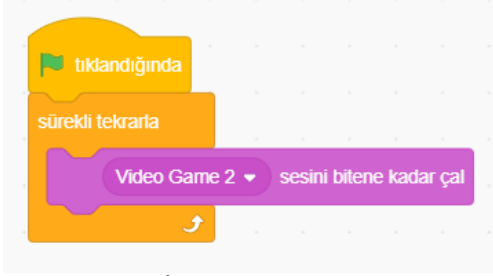 tıklandığında
sürekli tekrarla
Video Game 2 sesini bitene kadar çal